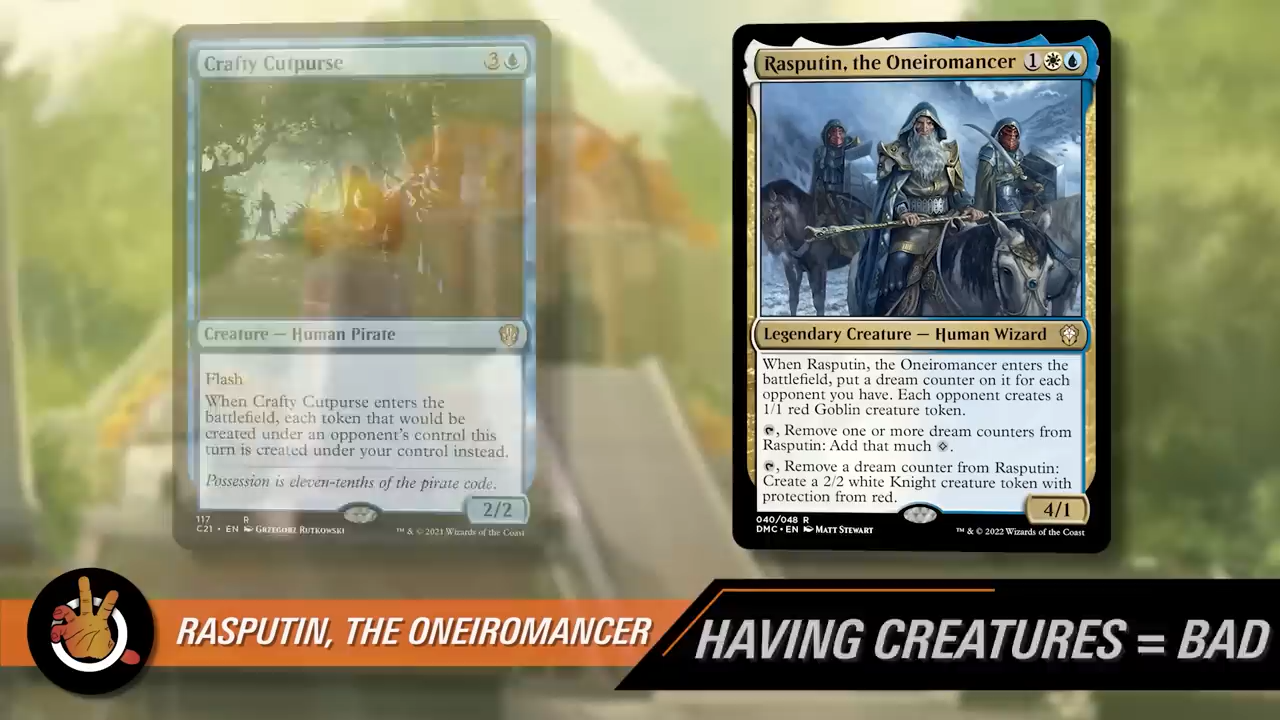 Crafty Cutpurse 3
Creature — Human Pirate
Flash
When Crafty Cutpurse enters the
battlefield, each token that would be
created under an opponent's control this
turn is created under your control instead.
Possession is eleven-tenths of the pirate code.
2/2
117 R
C21 • EN Grzegorz Rutkowski ™ & © 2021 Wizards of the Coast
Rasputin, the Oneiromancer 1
Legendary Creature — Human Wizard
When Rasputin, the Oneiromancer enters the
battlefield, put a dream counter on it for each
opponent you have. Each opponent creates a
1/1 red Goblin creature token.
, Remove one or more dream counters from
Rasputin: Add that much .
, Remove a dream counter from Rasputin:
Create a 2/2 white Knight creature token with
protection from red.
4/1
040/048 R
DMC • EN Matt Stewart ™ & © 2022 Wizards of the Coast
RASPUTIN, THE ONEIROMANCER
HAVING CREATURES = BAD